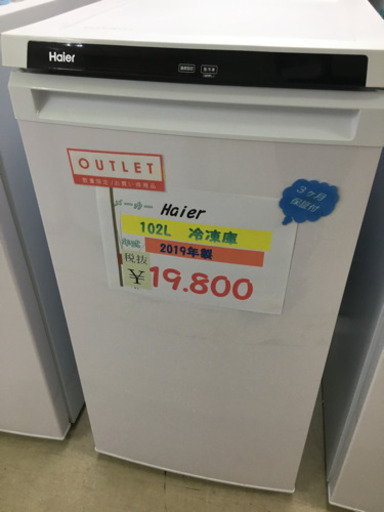 Haier
OUTLET
3ヶ月
保証付
メーカー Haier
102L 冷凍庫
2019年製
税抜
¥19.800